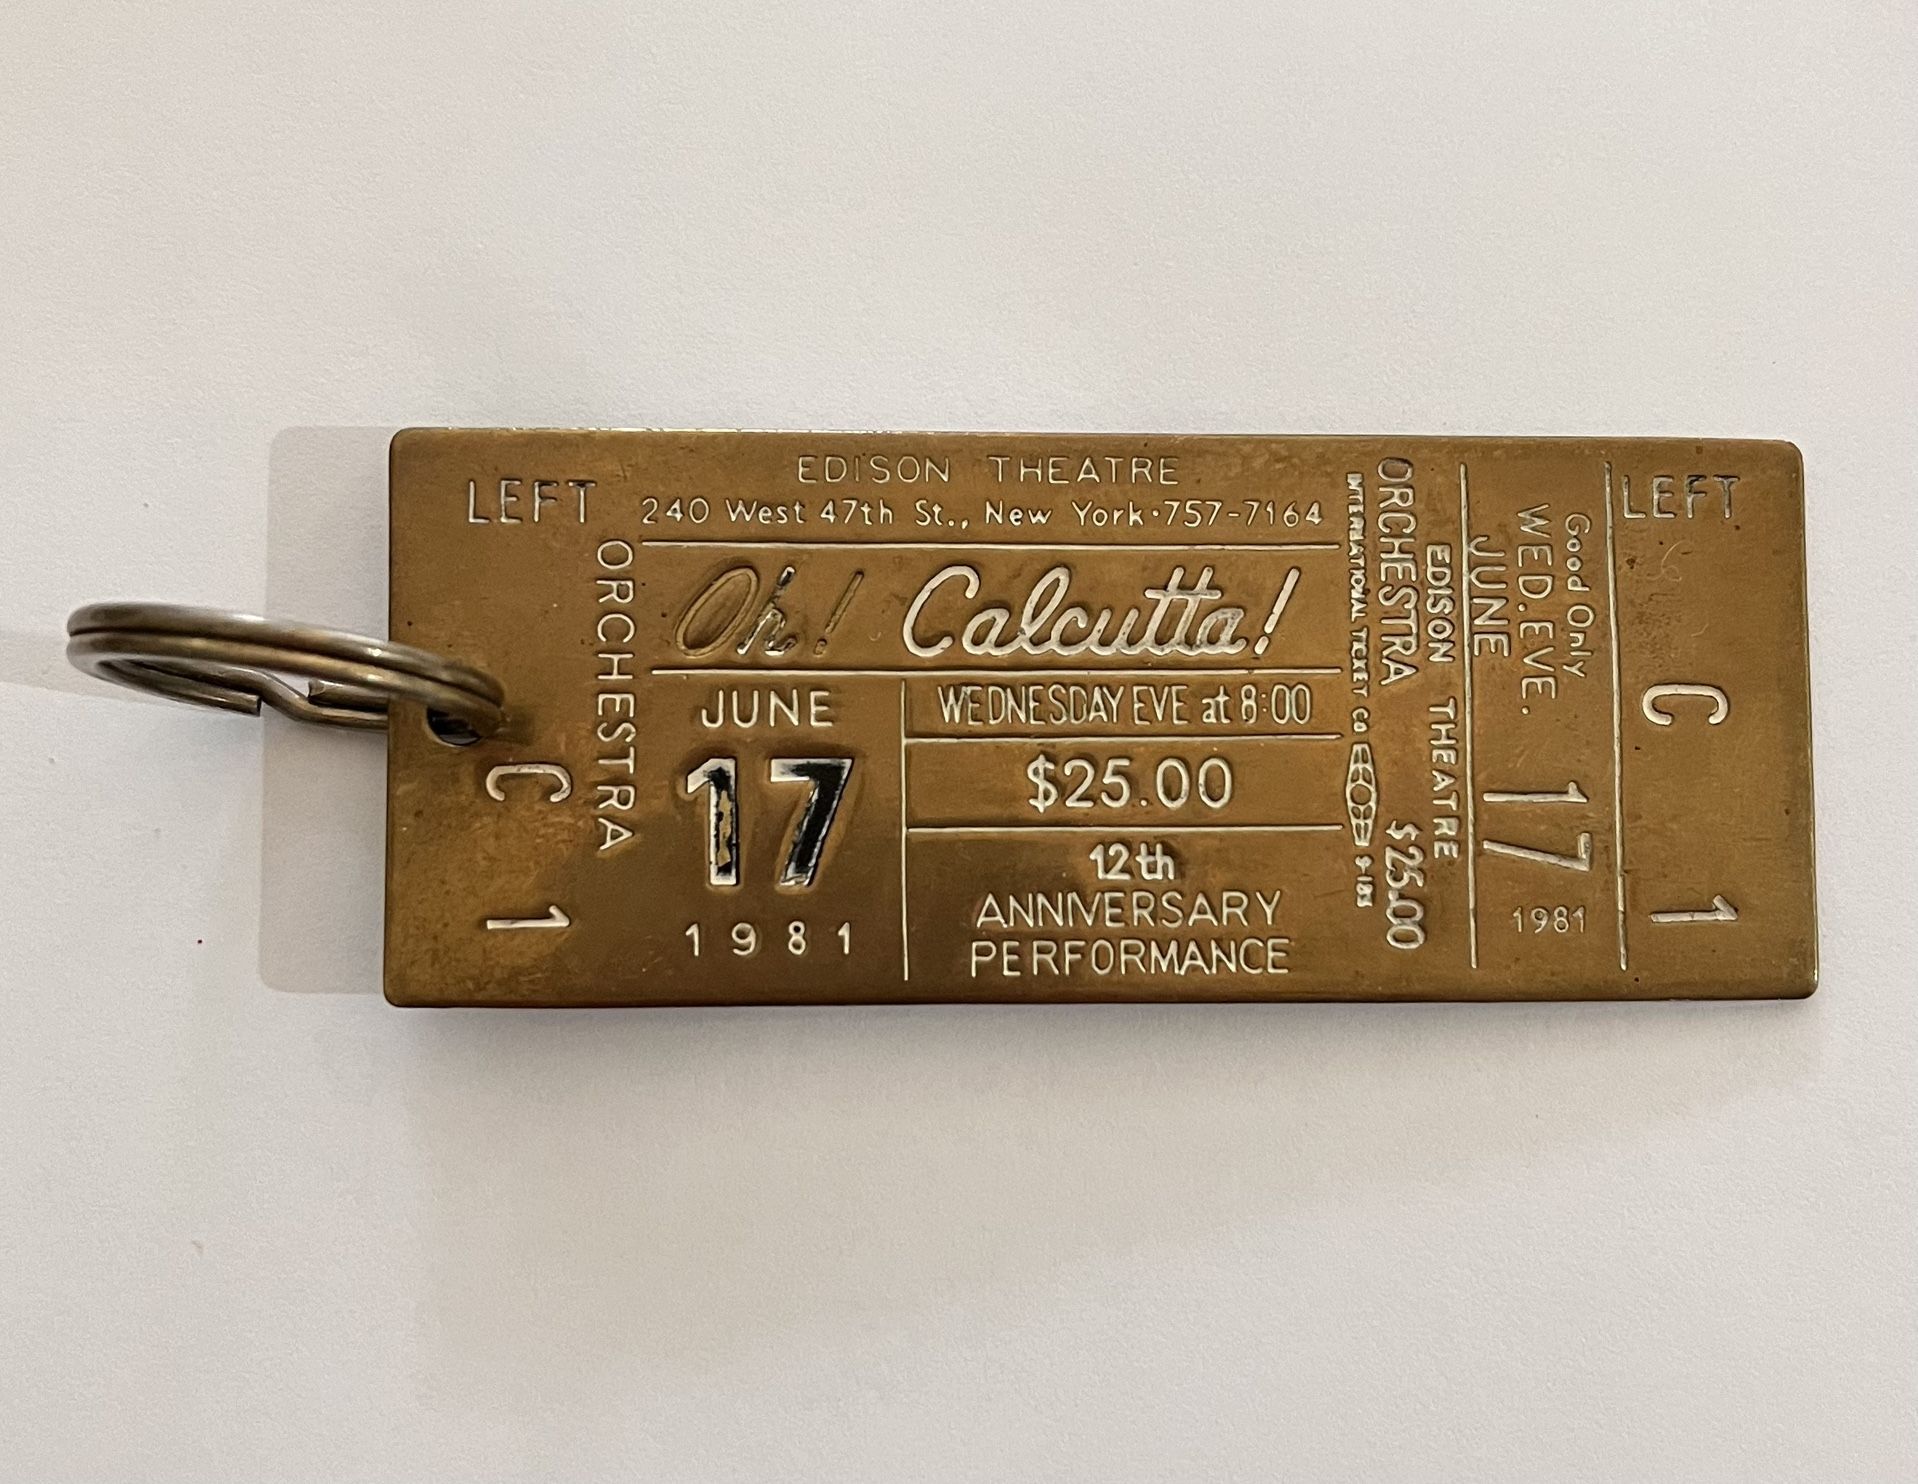 LEFT
C 1
ORCHESTRA
EDISON THEATRE
240 West 47th St., New York·757-7164
Oh! Calcutta!
JUNE
17
1981
WEDNESDAY EVE at 8:00
$25.00
12th
ANNIVERSARY
PERFORMANCE
INTERNATIONAL TICKET CO
ORCHESTRA $25.00
EDISON THEATRE
JUNE 17
WED. EVE.
Good Only
1981
LEFT
C 1